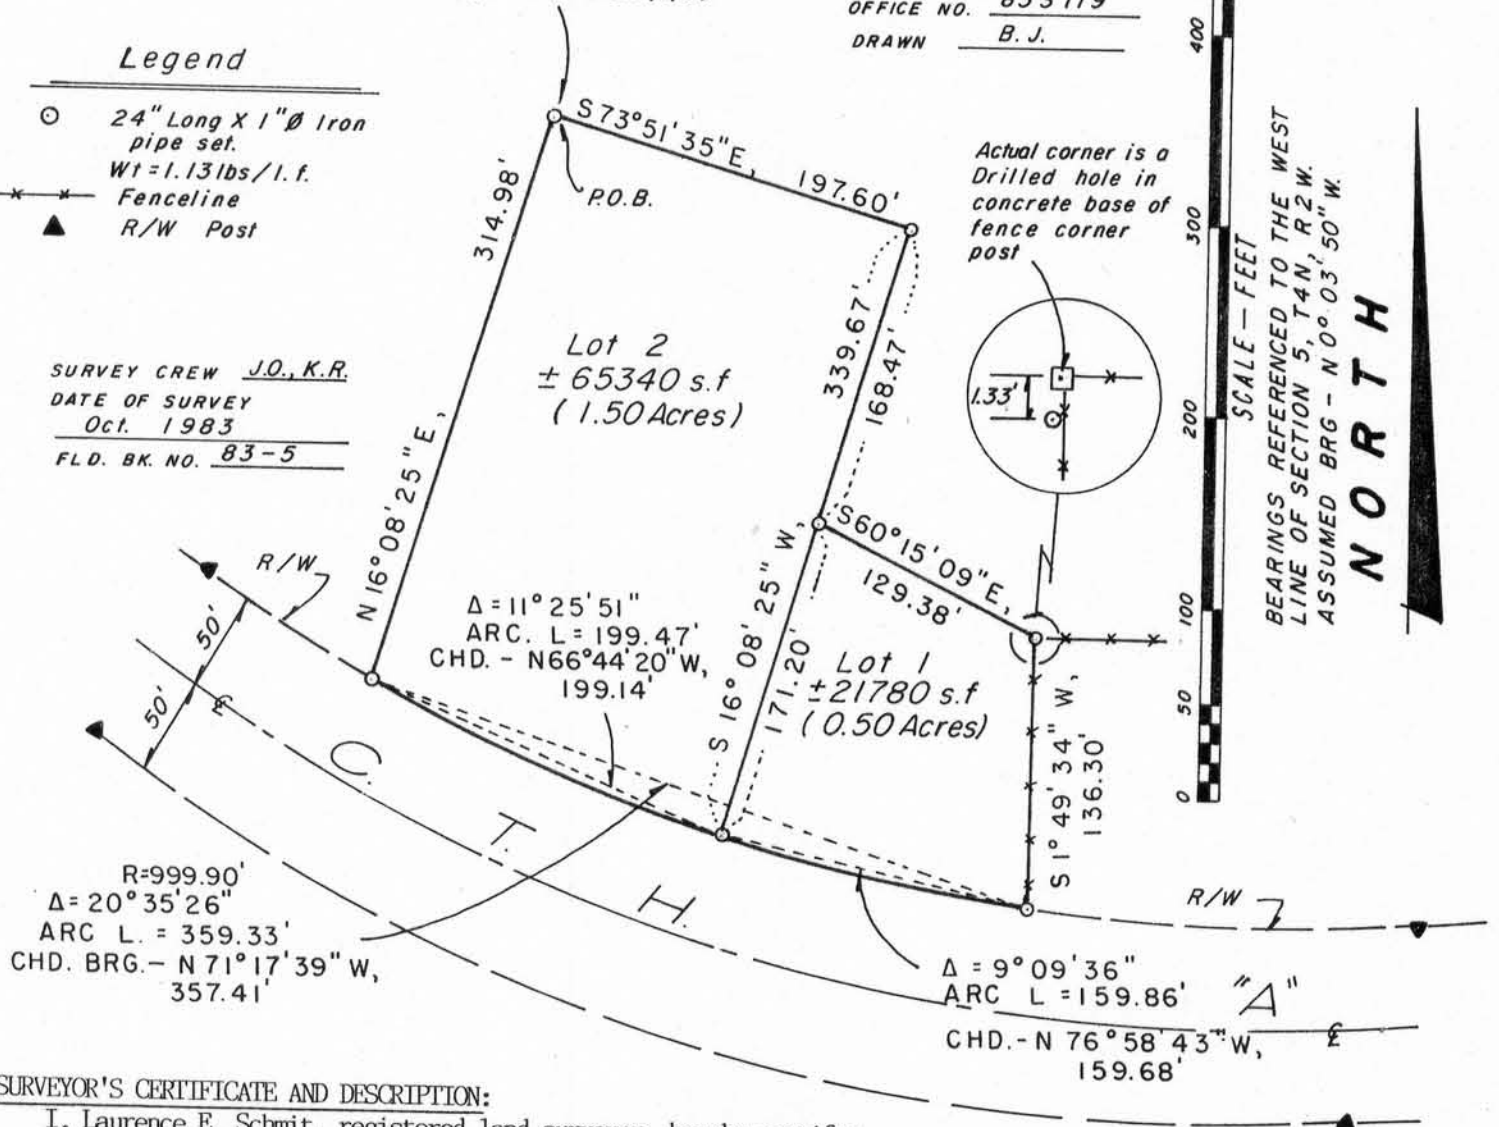 OFFICE NO. 833179
DRAWN B. J.
Legend
24" Long X 1"Ø Iron
pipe set.
Wt = 1.13 lbs/l. f.
Fenceline
R/W Post
SURVEY CREW J.O., K.R.
DATE OF SURVEY
Oct. 1983
FLD. BK. NO. 83-5
S 73°51'35"E, 197.60'
P.O.B.
314.98'
N 16°08'25"E,
Lot 2
± 65340 s.f
(1.50 Acres)
339.67'
168.47'
Actual corner is a
Drilled hole in
concrete base of
fence corner
post
1.33'
N
S60°15'09"E,
129.38'
S 16°08'25" W,
171.20'
Lot 1
±21780 s.f
(0.50 Acres)
S 1°49'34" W,
136.30'
Δ = 11°25'51"
ARC. L = 199.47'
CHD. - N66°44'20"W,
199.14'
R/W
50'
50'
℄
C. T. H. "A"
R=999.90'
Δ= 20°35'26"
ARC L. = 359.33'
CHD. BRG.- N 71°17'39" W,
357.41'
R/W
Δ = 9°09'36"
ARC L =159.86'
CHD.- N 76°58'43" W,
159.68'
℄
400
300
200
100
50
0
SCALE - FEET
BEARINGS REFERENCED TO THE WEST
LINE OF SECTION 5, T4N, R2W.
ASSUMED BRG - N 0°03'50" W.
NORTH
SURVEYOR'S CERTIFICATE AND DESCRIPTION:
I, Laurence E. Schmit, registered land surveyor,